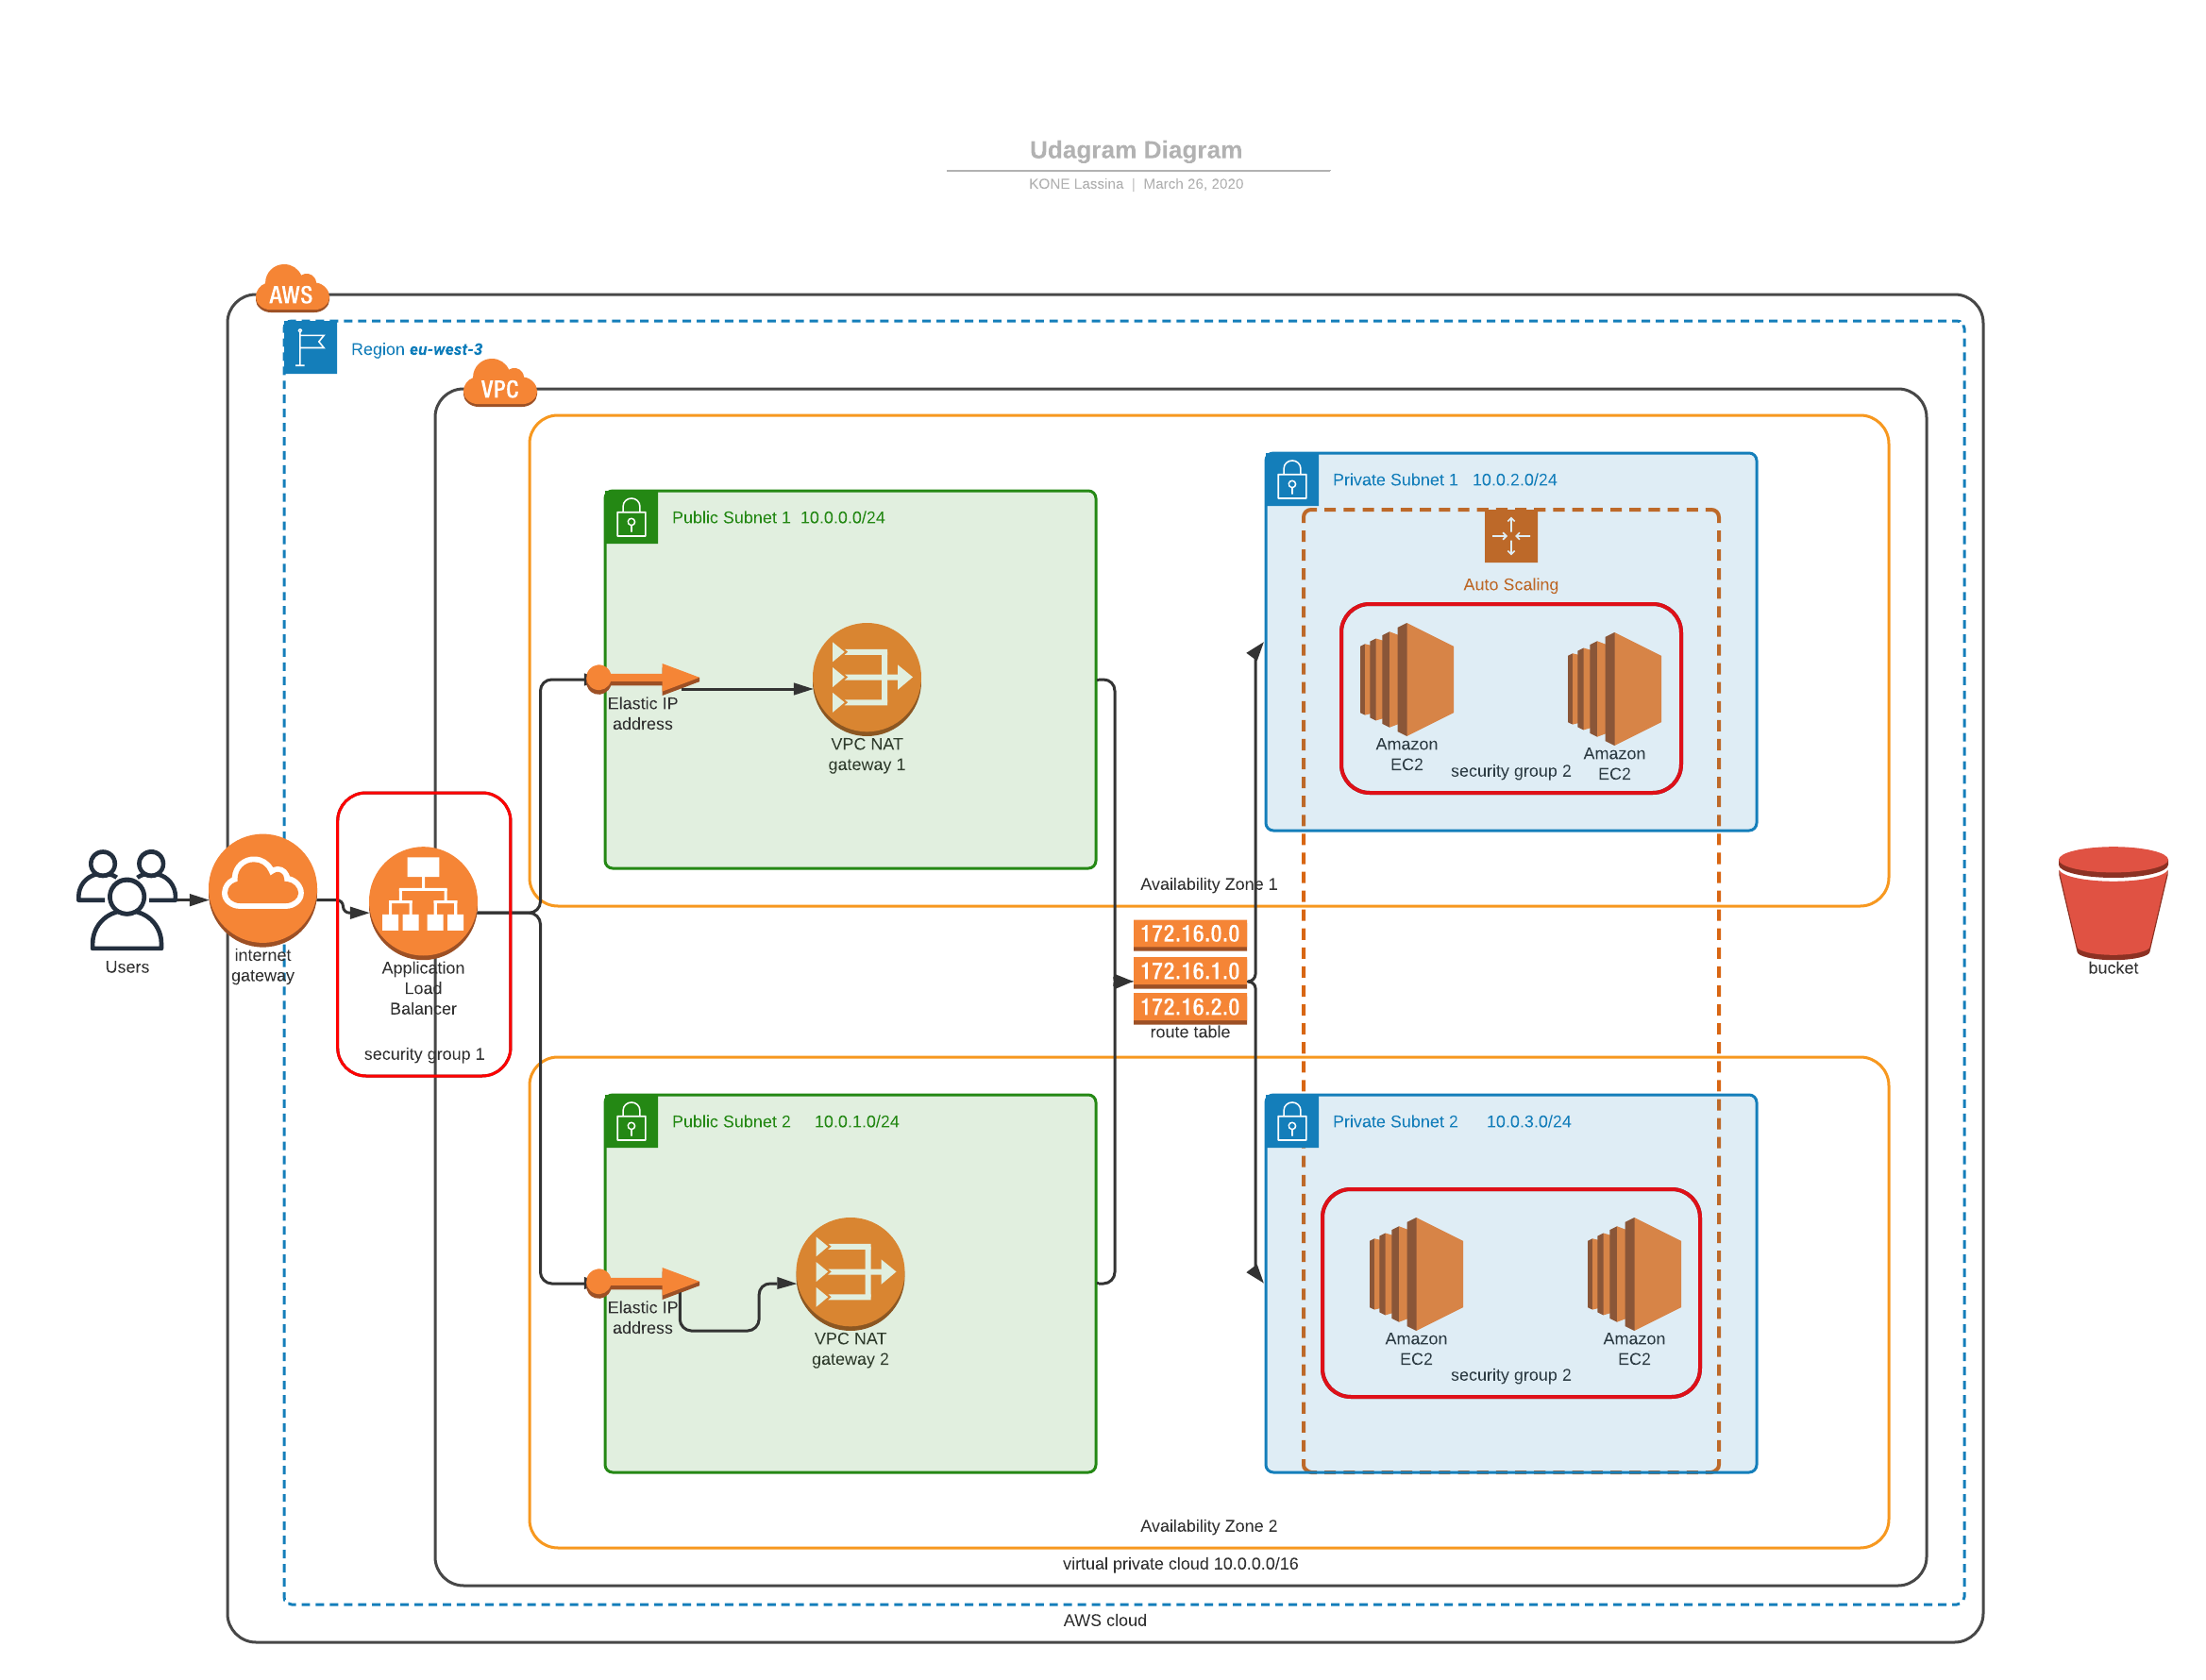 Udagram Diagram
KONE Lassina | March 26, 2020
AWS
Region eu-west-3
VPC
Private Subnet 1 10.0.2.0/24
Public Subnet 1 10.0.0.0/24
Auto Scaling
Elastic IP
address
VPC NAT
gateway 1
Amazon
EC2
security group 2
Amazon
EC2
Availability Zone 1
Users
internet
gateway
Application
Load
Balancer
security group 1
172.16.0.0
172.16.1.0
172.16.2.0
route table
bucket
Public Subnet 2 10.0.1.0/24
Private Subnet 2 10.0.3.0/24
Elastic IP
address
VPC NAT
gateway 2
Amazon
EC2
security group 2
Amazon
EC2
Availability Zone 2
virtual private cloud 10.0.0.0/16
AWS cloud